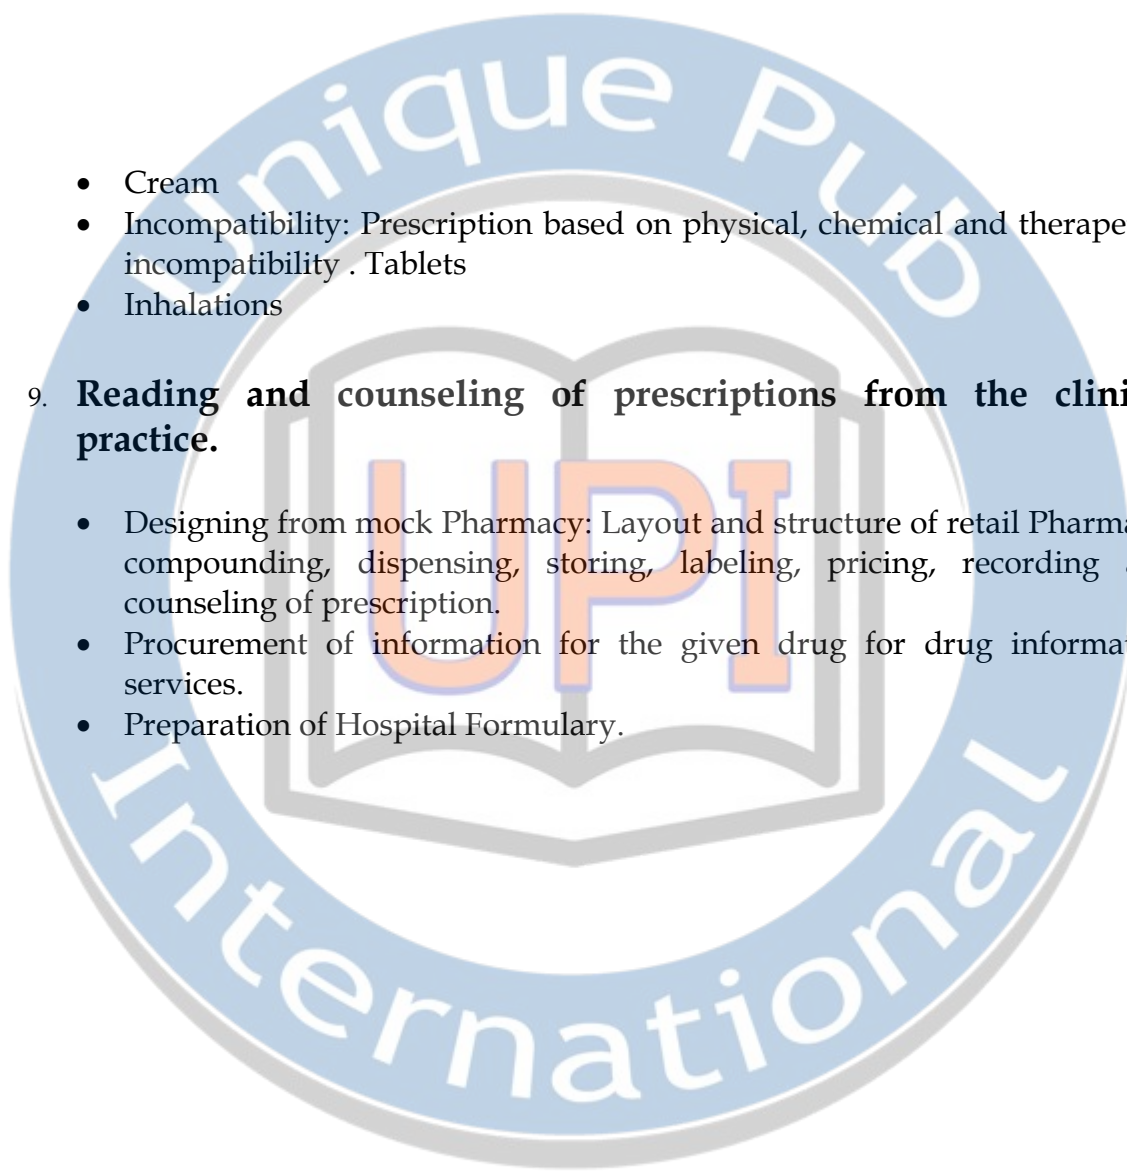 Unique Pub
• Cream
• Incompatibility: Prescription based on physical, chemical and therape
incompatibility . Tablets
• Inhalations
9. Reading and counseling of prescriptions from the clini
practice.
UPI
• Designing from mock Pharmacy: Layout and structure of retail Pharma
compounding, dispensing, storing, labeling, pricing, recording a
counseling of prescription.
• Procurement of information for the given drug for drug informat
services.
• Preparation of Hospital Formulary.
International